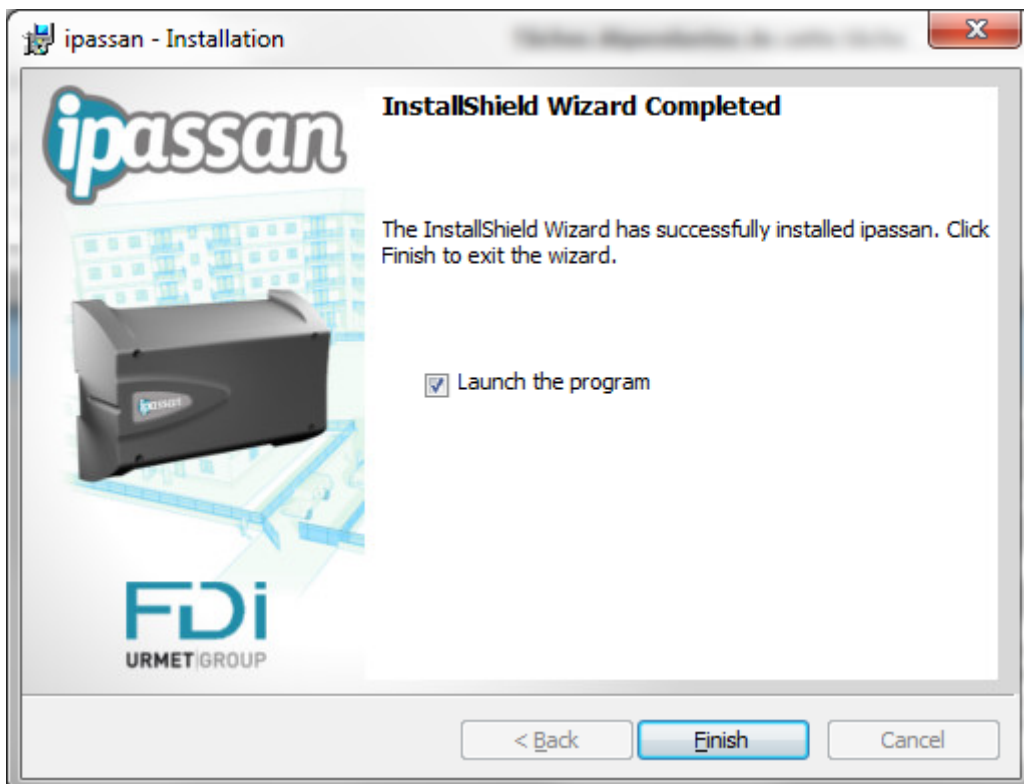 ipassan - Installation
ipassan
InstallShield Wizard Completed
The InstallShield Wizard has successfully installed ipassan. Click
Finish to exit the wizard.
Launch the program
ipassan
FDi
URMET GROUP
< Back
Finish
Cancel